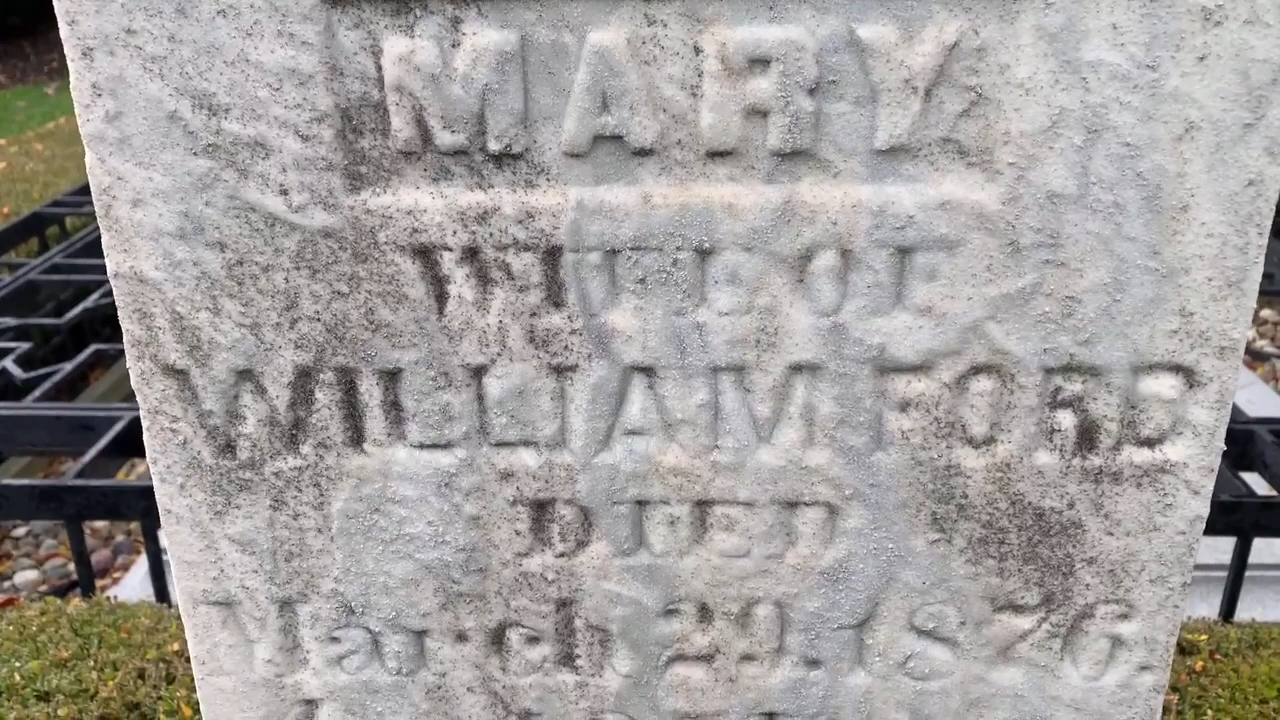 MARY
WIFE OF
WILLIAM FORD
DIED
March 29, 1876.